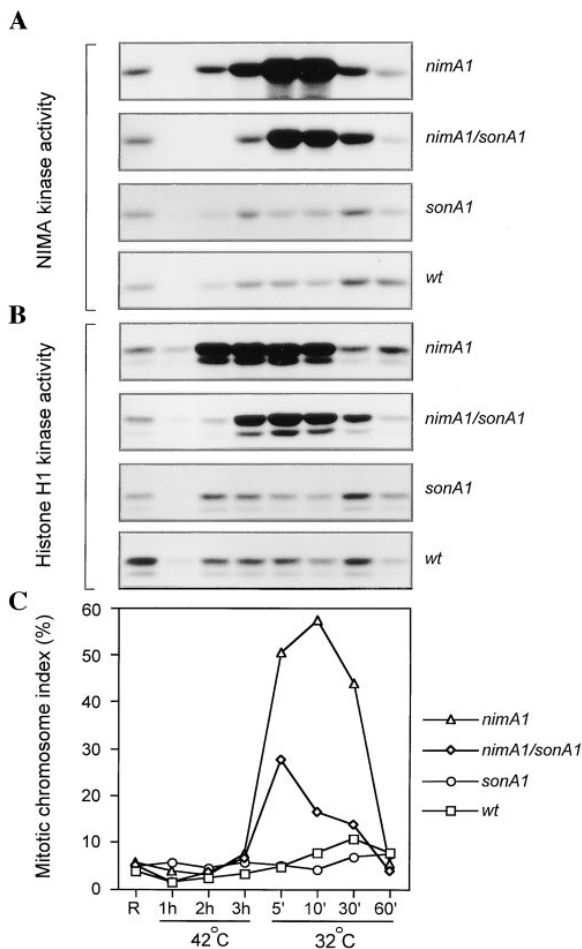 A
NIMA kinase activity
nimA1
nimA1/sonA1
sonA1
wt
B
Histone H1 kinase activity
nimA1
nimA1/sonA1
sonA1
wt
C
Mitotic chromosome index (%)
60
50
40
30
20
10
0
nimA1
nimA1/sonA1
sonA1
wt
R 1h 2h 3h 5' 10' 30' 60'
42°C 32°C